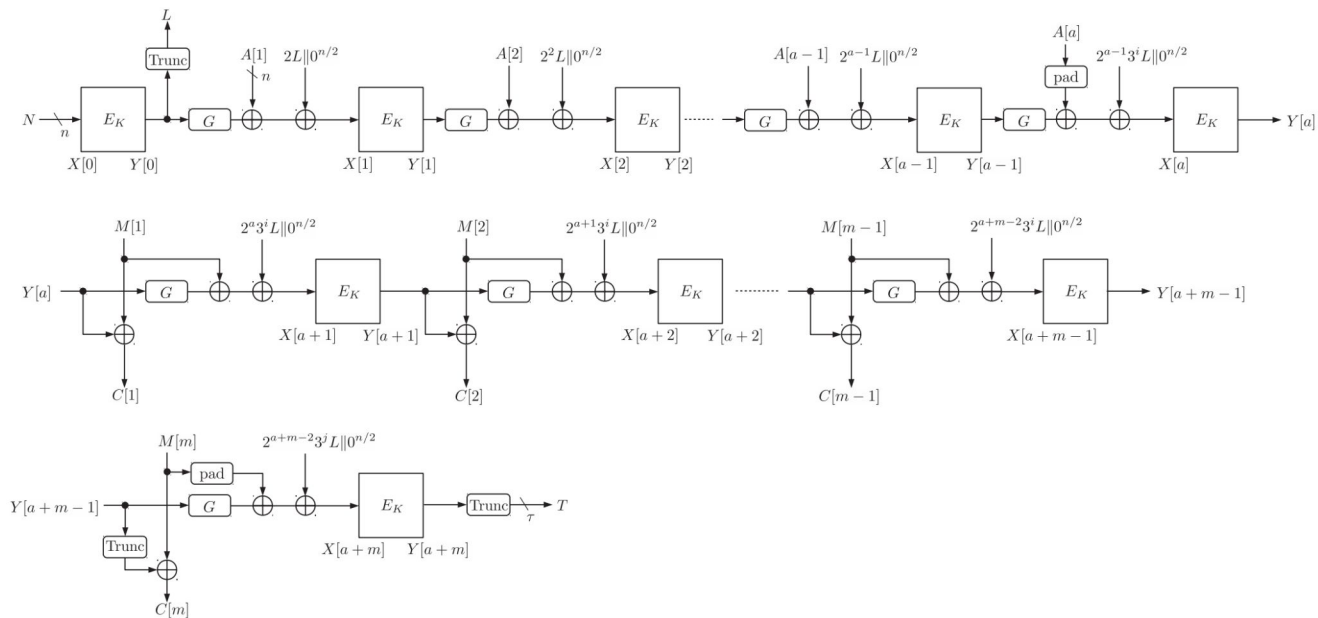 L
Trunc
A[1] 2L∥0^{n/2} A[2] 2^2L∥0^{n/2} A[a−1] 2^{a−1}L∥0^{n/2} A[a] 2^{a−1}3^iL∥0^{n/2}
n pad
N n E_K G E_K G E_K G E_K G E_K Y[a]
X[0] Y[0] X[1] Y[1] X[2] Y[2] X[a−1] Y[a−1] X[a]
M[1] 2^a3^iL∥0^{n/2} M[2] 2^{a+1}3^iL∥0^{n/2} M[m−1] 2^{a+m−2}3^iL∥0^{n/2}
Y[a] G E_K G E_K G E_K Y[a+m−1]
X[a+1] Y[a+1] X[a+2] Y[a+2] X[a+m−1]
C[1] C[2] C[m−1]
M[m] 2^{a+m−2}3^jL∥0^{n/2}
pad
Y[a+m−1] G E_K Trunc τ T
Trunc X[a+m] Y[a+m]
C[m]